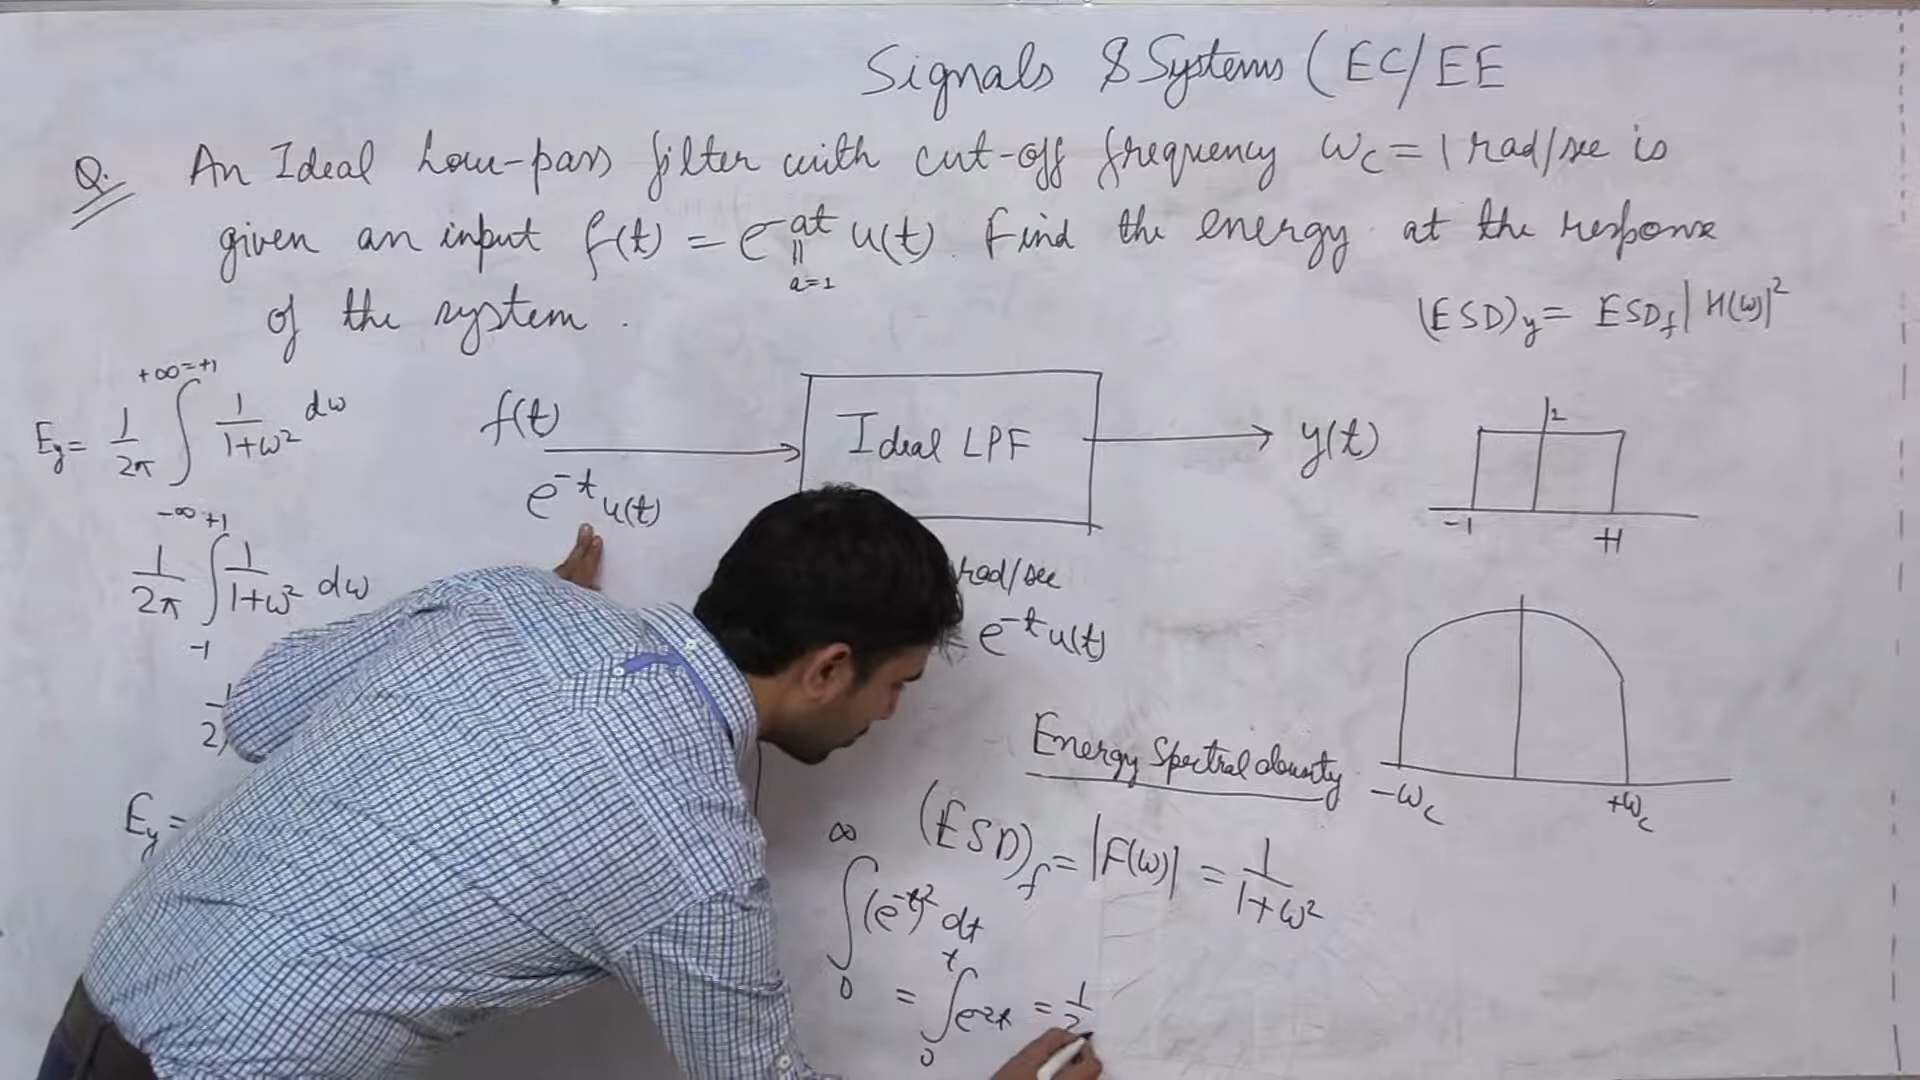 Signals & Systems (EC/EE
Q. An Ideal Low-pass filter with cut-off frequency ωc = 1 rad/sec is
given an input f(t) = e^-at u(t). Find the energy at the response
a=1
of the system.
(ESD)y = ESDf |H(ω)|²
+∞=+1
Ey = 1/2π ∫ 1/1+ω² dω
-∞
f(t)
e^-t u(t)
Ideal LPF
y(t)
-1
+1
+1
1/2π ∫ 1/1+ω² dω
-1
rad/sec
= e^-t u(t)
Energy Spectral density
-ωc
+ωc
Ey =
(ESD)f = |F(ω)| = 1/1+ω²
∞
∫ (e^-t)² dt
0
= ∫ e^-2t = 1/2
0